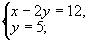 x − 2y = 12,
y = 5;